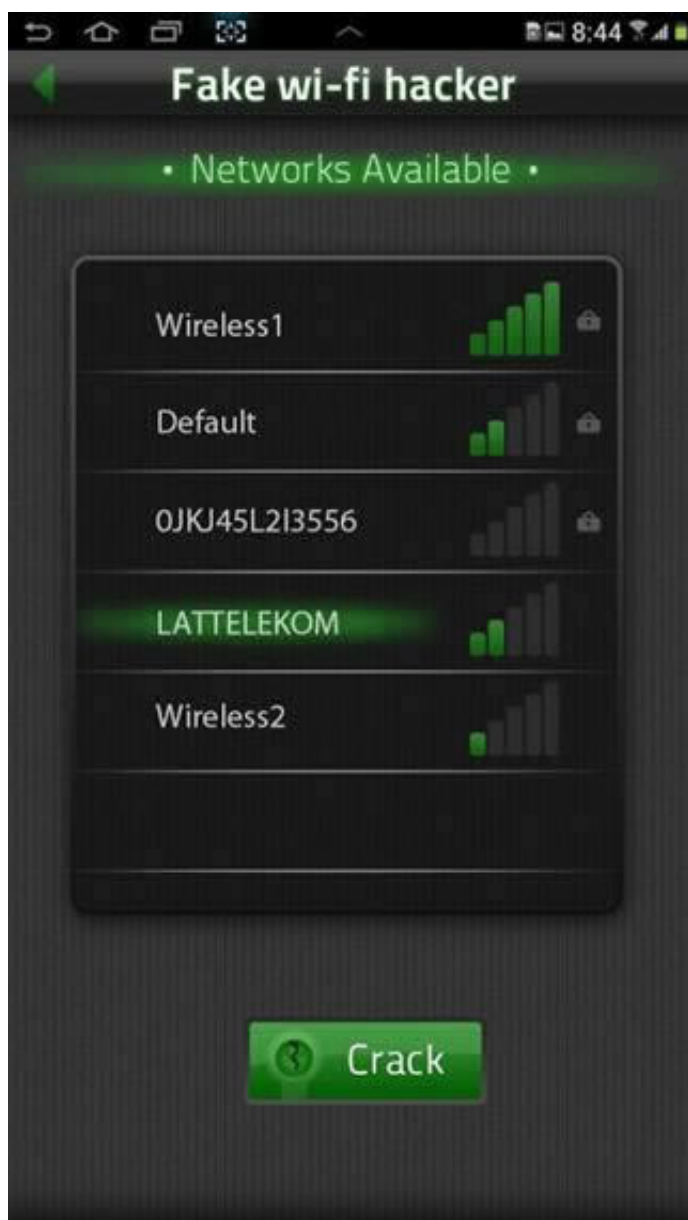 8:44
Fake wi-fi hacker
• Networks Available •
Wireless1
Default
0JKJ45L2I3556
LATTELEKOM
Wireless2
Crack